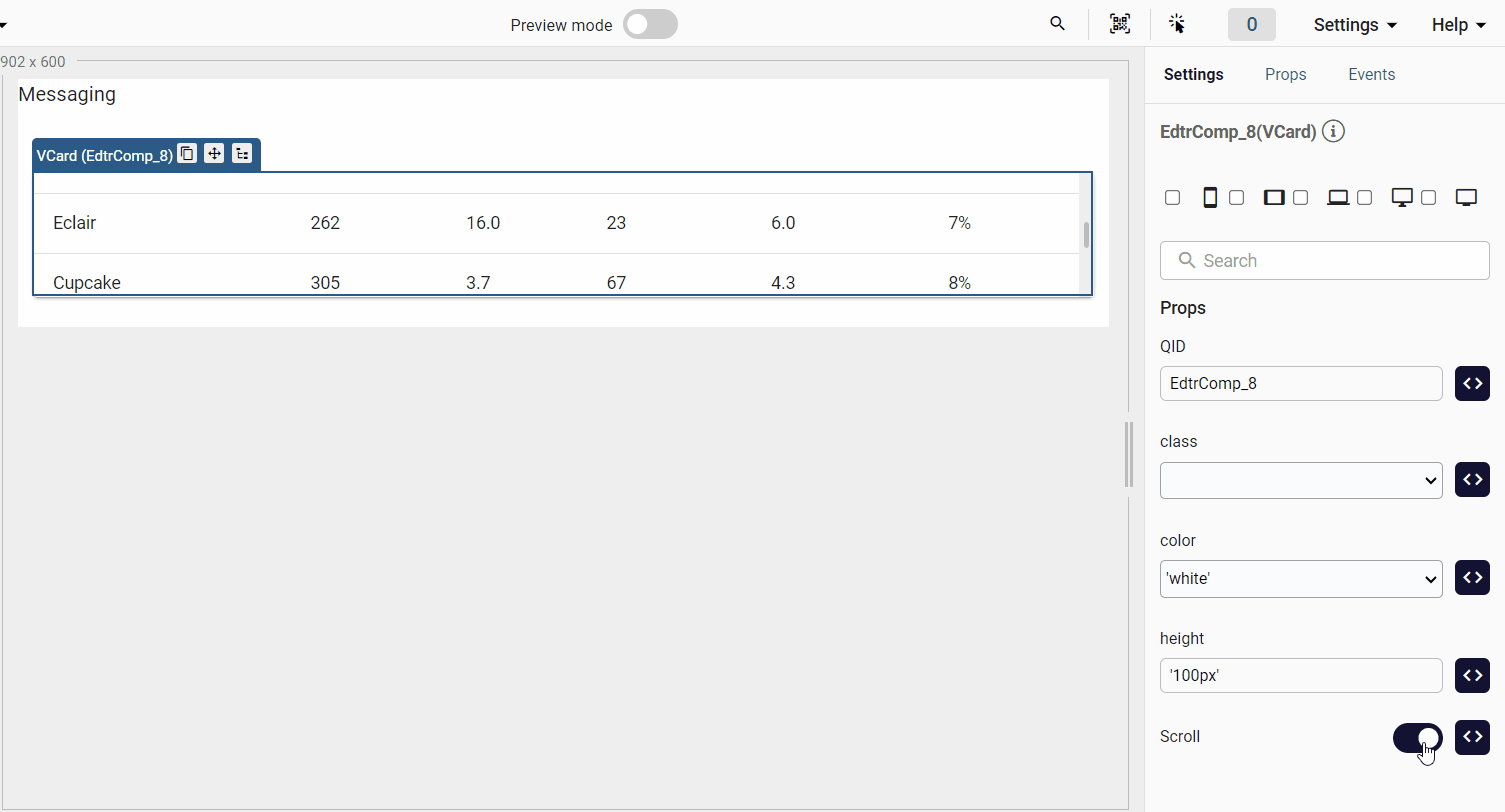 Preview mode
0
Settings
Help
902 x 600
Messaging
VCard (EdtrComp_8)
Eclair 262 16.0 23 6.0 7%
Cupcake 305 3.7 67 4.3 8%
Settings Props Events
EdtrComp_8(VCard)
Search
Props
QID
EdtrComp_8
class
color
'white'
height
'100px'
Scroll